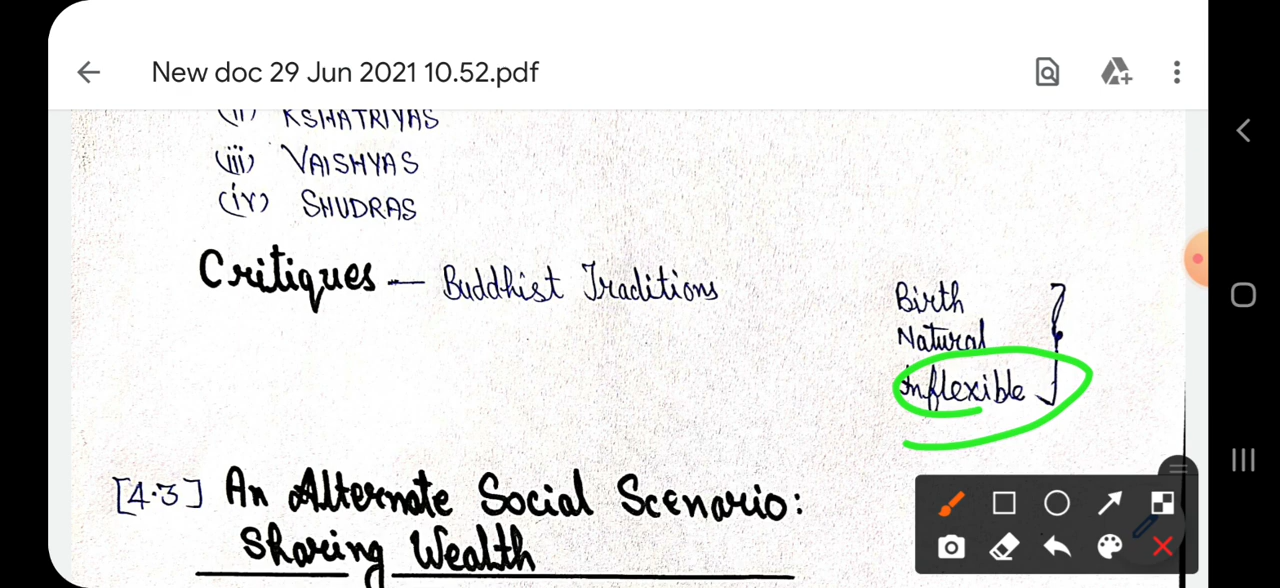 New doc 29 Jun 2021 10.52.pdf
(ii) KSHATRIYAS
(iii) VAISHYAS
(iv) SHUDRAS
Critiques — Buddhist Traditions
Birth
Natural
Inflexible
[4.3] An Alternate Social Scenario:
Sharing Wealth